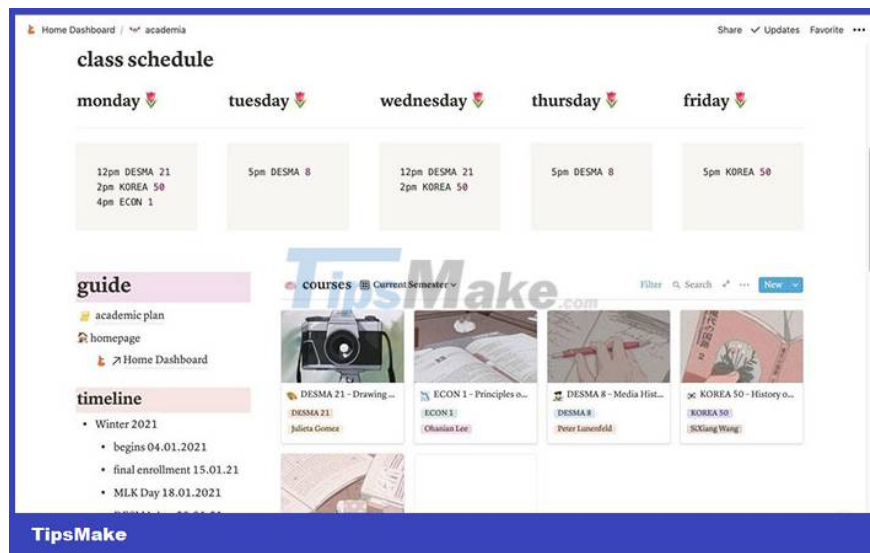 Home Dashboard / academia
Share ✓ Updates Favorite •••
class schedule
monday
tuesday
wednesday
thursday
friday
12pm DESMA 21
2pm KOREA 50
4pm ECON 1
5pm DESMA 8
12pm DESMA 21
2pm KOREA 50
5pm DESMA 8
5pm KOREA 50
TipsMake.com
guide
academic plan
homepage
↗ Home Dashboard
timeline
• Winter 2021
• begins 04.01.2021
• final enrollment 15.01.21
• MLK Day 18.01.2021
courses Current Semester
Filter Search ••• New
DESMA 21 - Drawing ...
DESMA 21
Julieta Gomez
ECON 1 - Principles o...
ECON 1
Ohanian Lee
DESMA 8 - Media Hist...
DESMA 8
Peter Lunenfeld
KOREA 50 - History o...
KOREA 50
SiXiang Wang
TipsMake